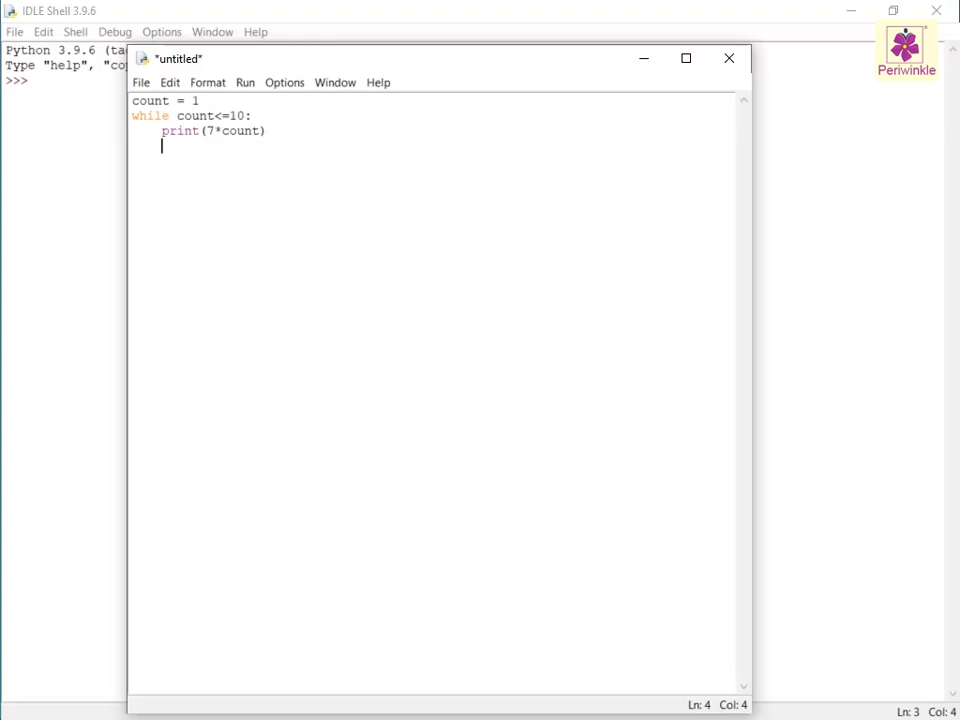 IDLE Shell 3.9.6
File Edit Shell Debug Options Window Help
Python 3.9.6 (ta
Type "help", "co
>>>
Periwinkle
*untitled*
File Edit Format Run Options Window Help
count = 1
while count<=10:
    print(7*count)
Ln: 4 Col: 4
Ln: 3 Col: 4